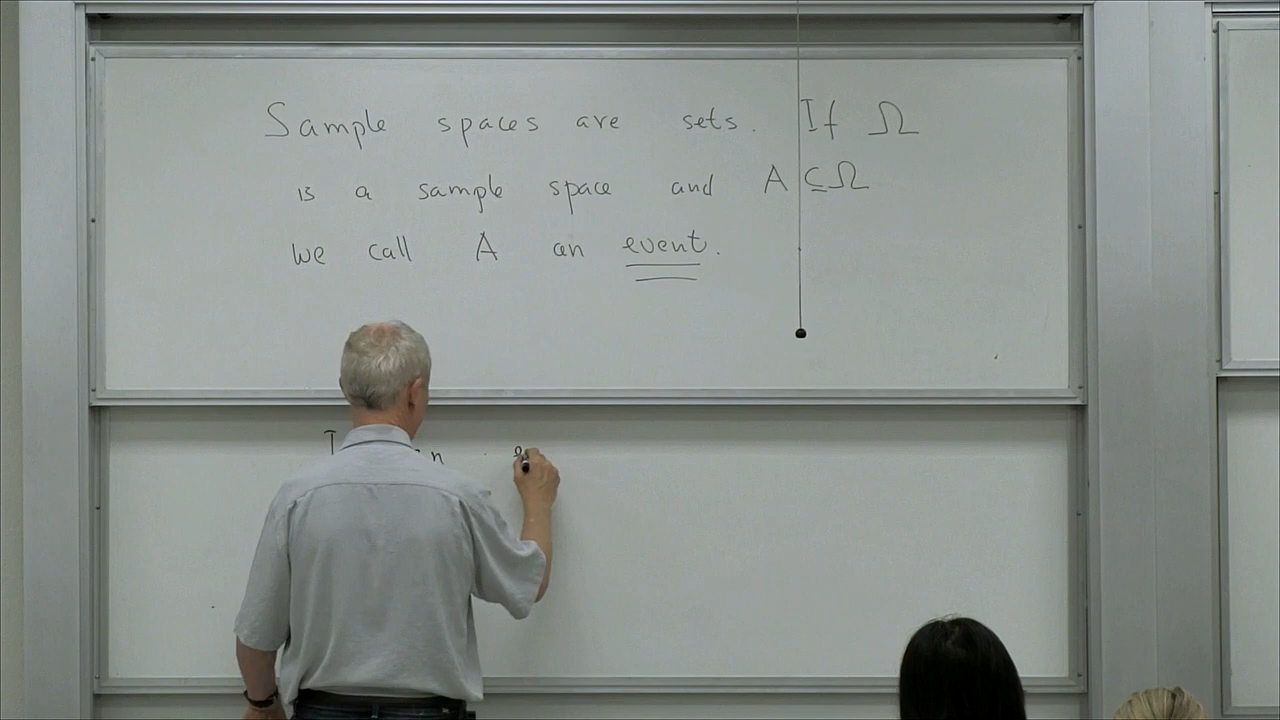 Sample spaces are sets. If Ω
is a sample space and A ⊆ Ω
we call A an event.